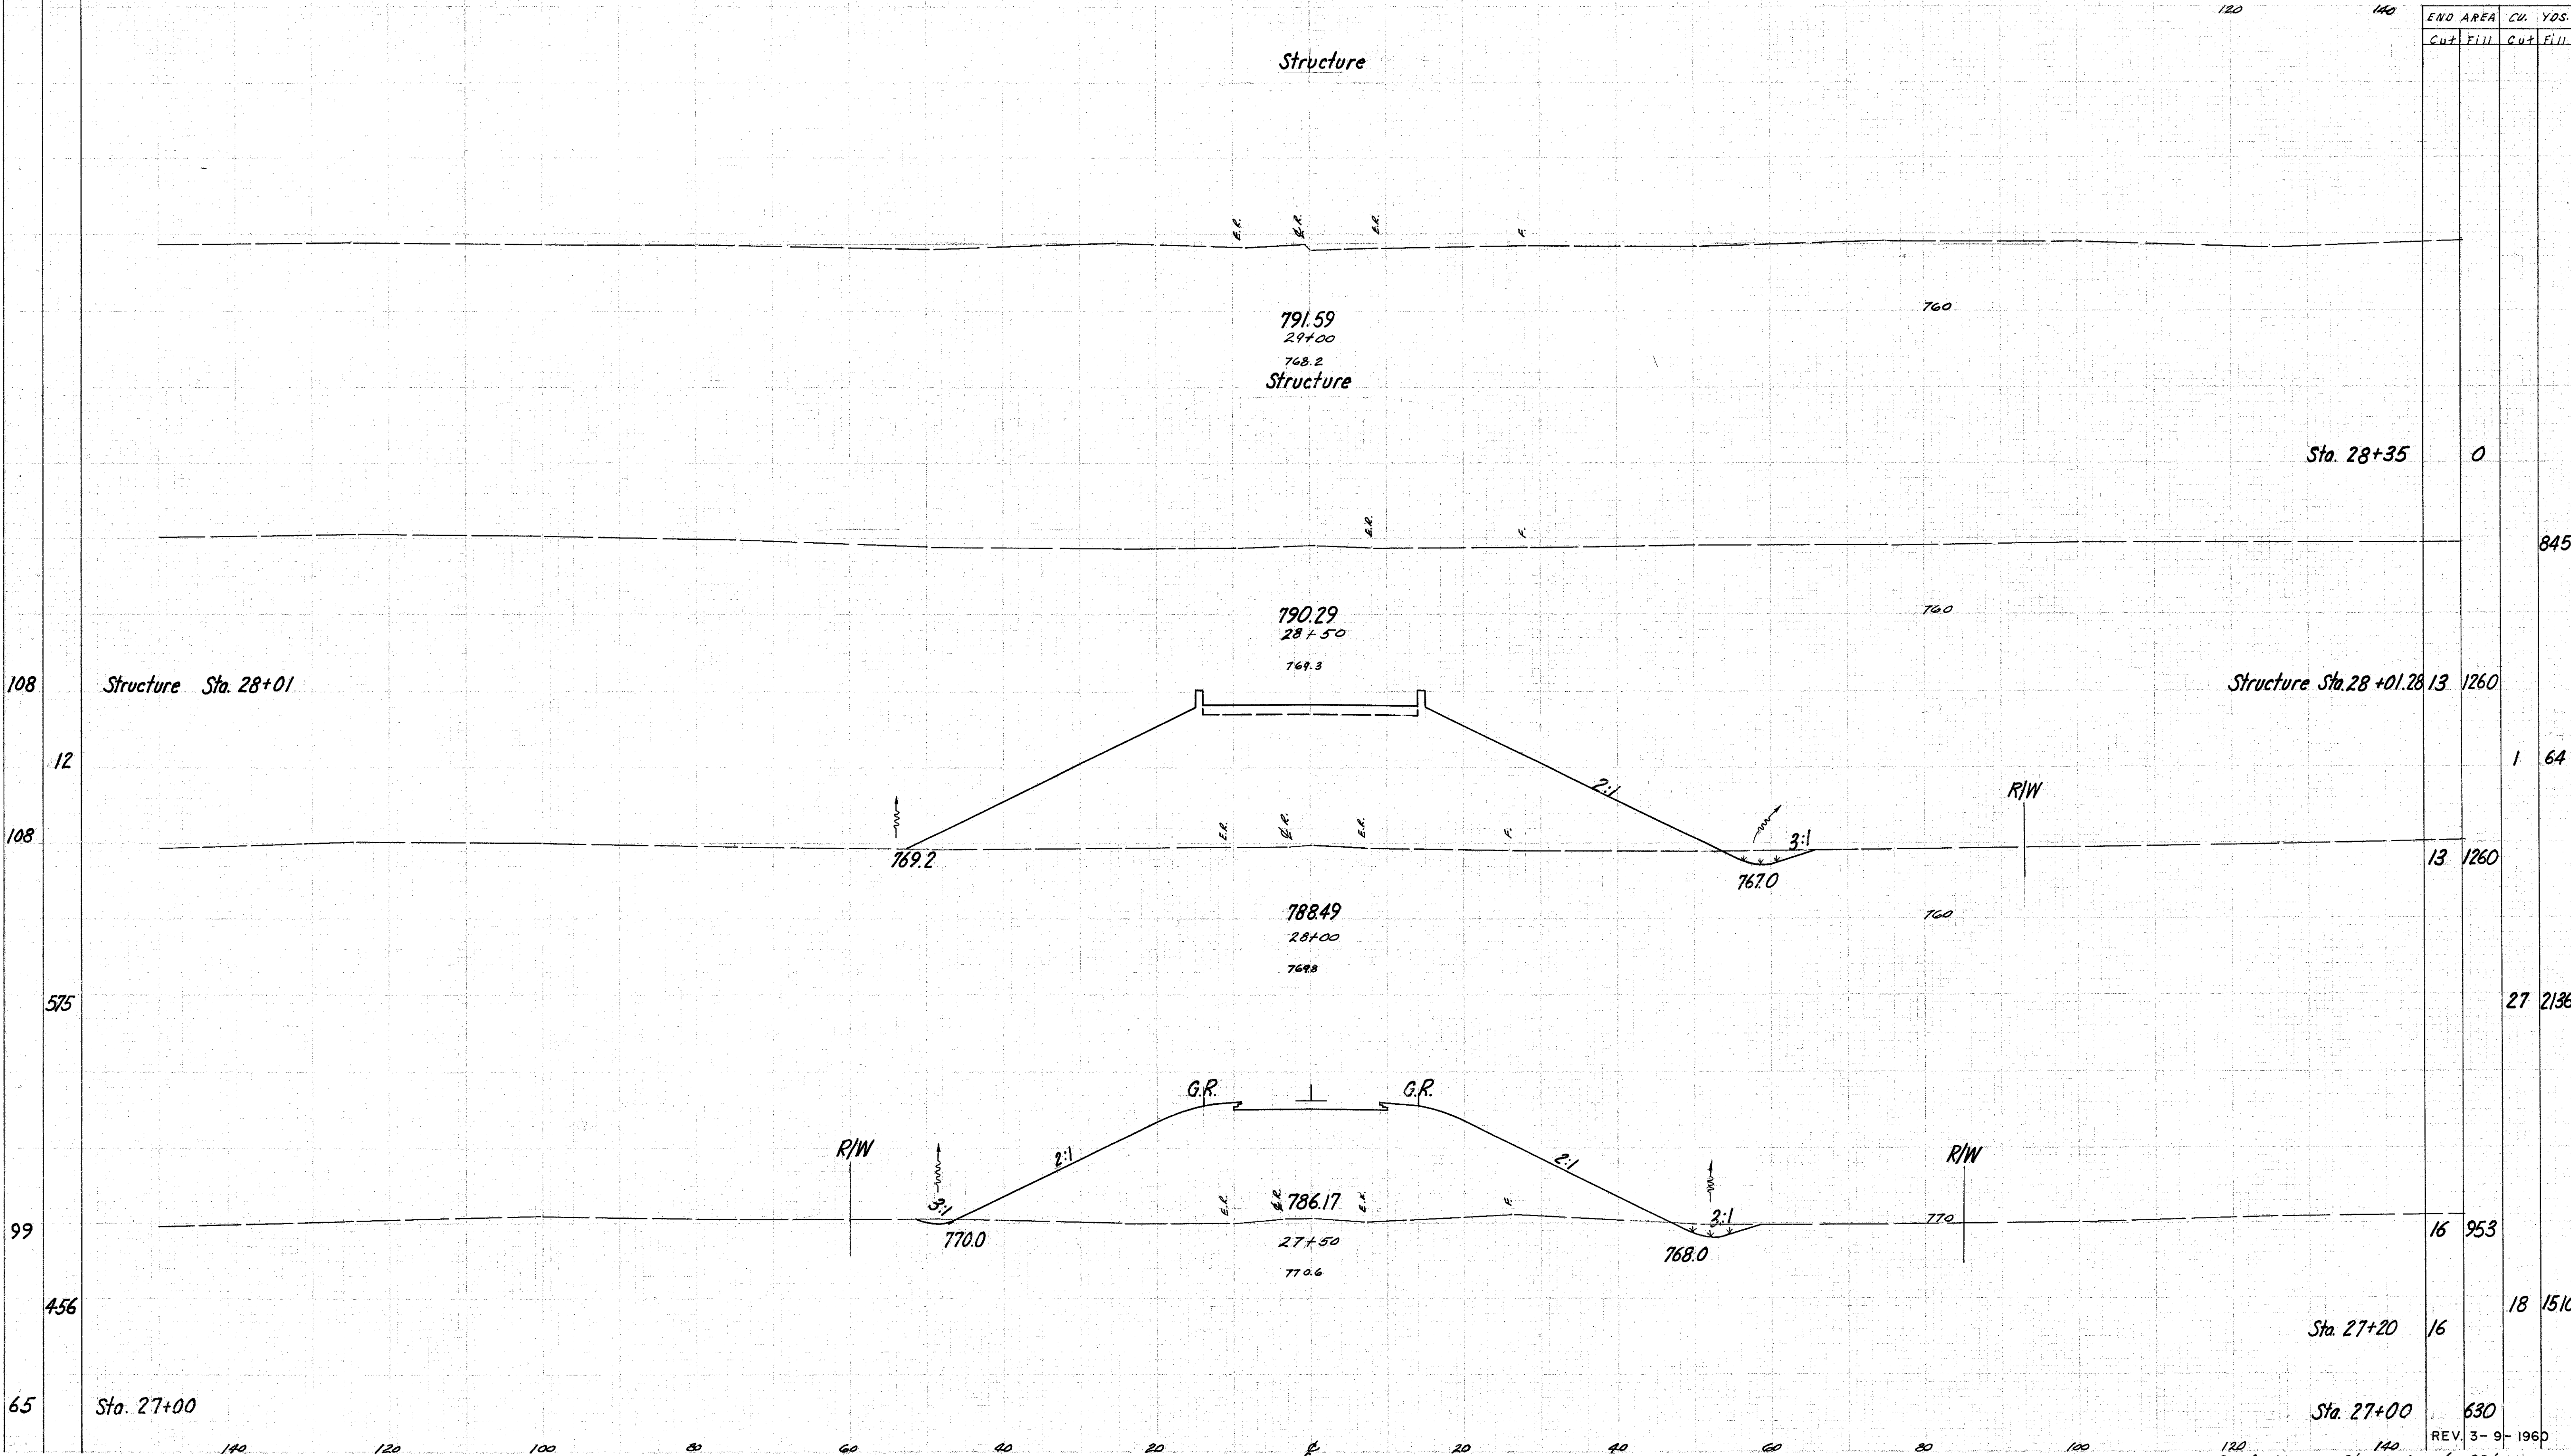 120 140 END AREA CU. YDS.
Cut Fill Cut Fill
Structure
E.R. ȼ.R. E.R. F.
760
791.59
29+00
768.2
Structure
Sta. 28+35 0
E.R. F.
845
760
790.29
28+50
769.3
108 Structure Sta. 28+01 Structure Sta. 28+01.28 13 1260
12 1 64
2:1 R/W
108 E.R. ȼ.R. E.R. F. 3:1
769.2 13 1260
767.0
788.49 760
28+00
769.8
575 27 2136
G.R. G.R.
R/W 2:1 2:1 R/W
3:1 E.R. ȼ.R. 786.17 E.R. F. 3:1 770
99 770.0 27+50 768.0 16 953
770.6
456 18 1510
Sta. 27+20 16
65 Sta. 27+00 Sta. 27+00 630
140 120 100 80 60 40 20 ȼ 20 40 60 80 100 120 140 REV. 3-9-1960